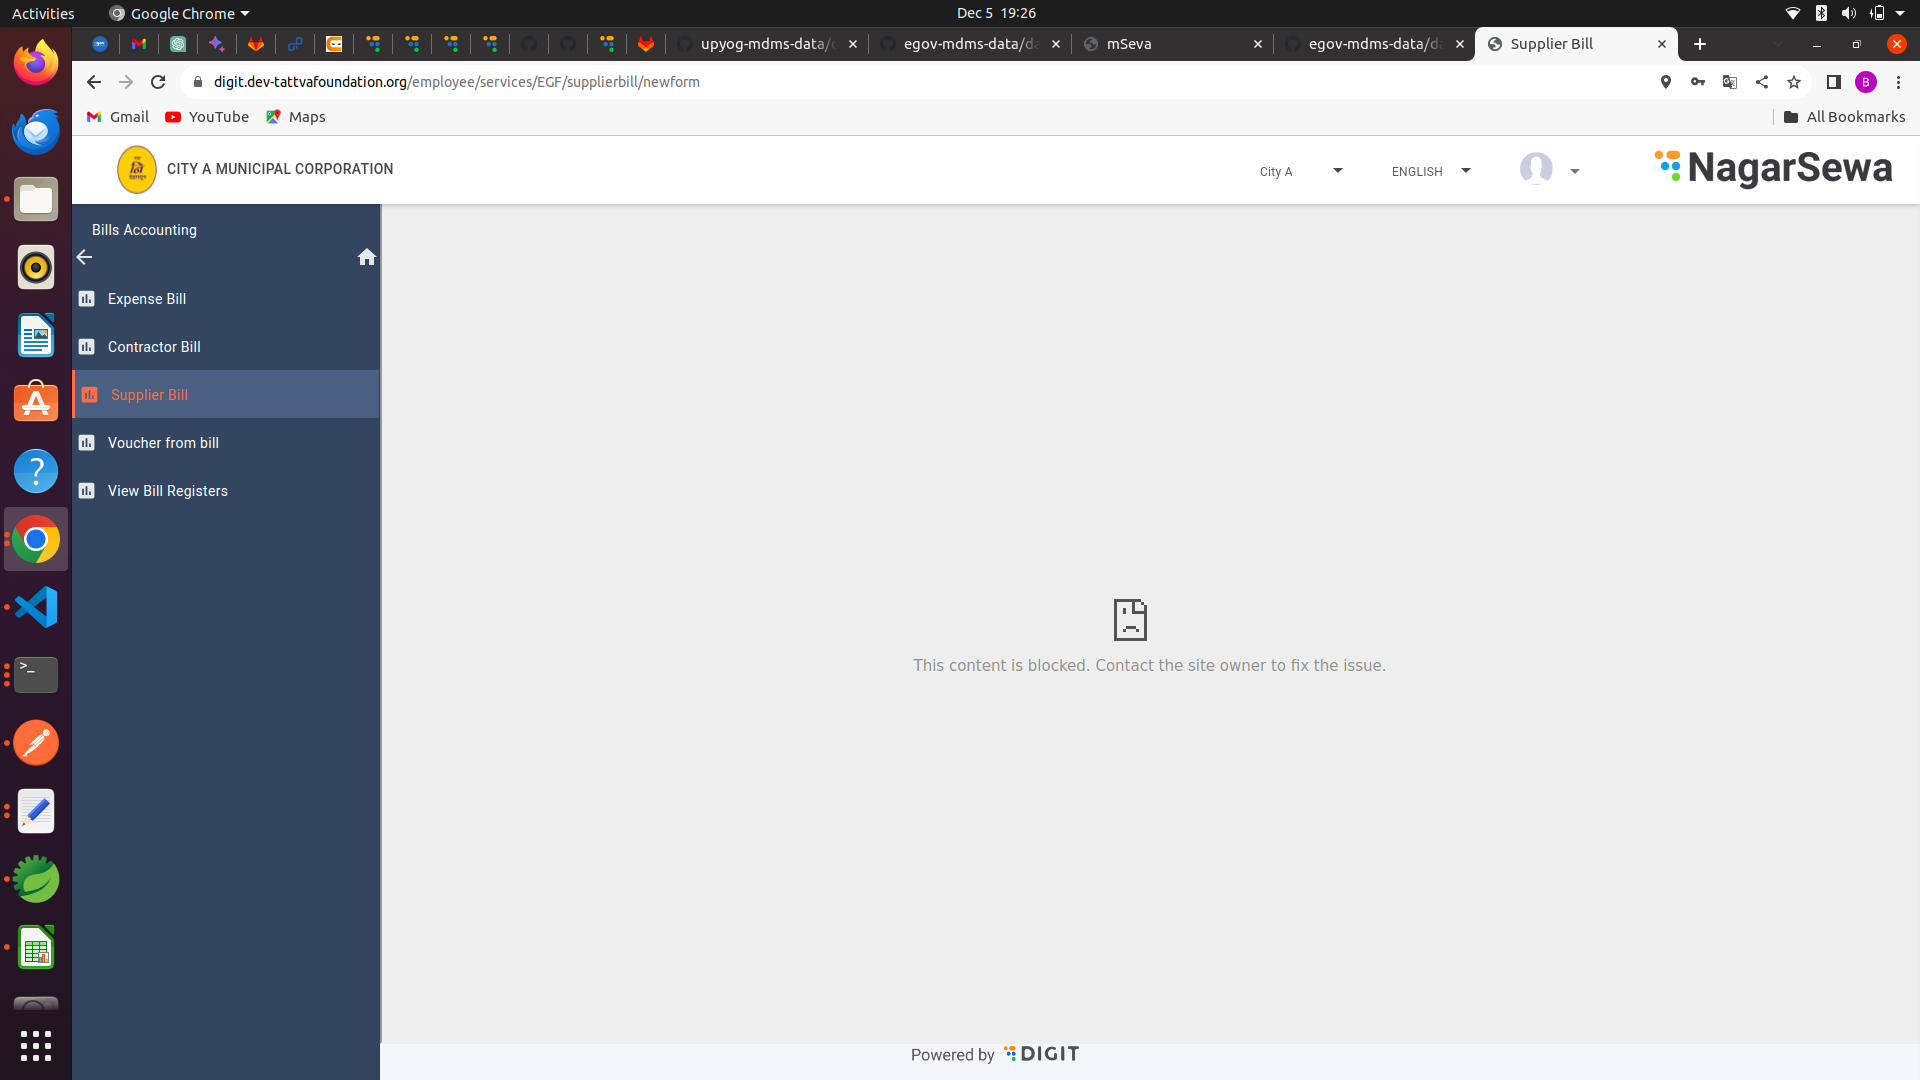 Activities
Google Chrome
Dec 5 19:26
upyog-mdms-data/
egov-mdms-data/da
mSeva
egov-mdms-data/da
Supplier Bill
digit.dev-tattvafoundation.org/employee/services/EGF/supplierbill/newform
B
Gmail
YouTube
Maps
All Bookmarks
CITY A MUNICIPAL CORPORATION
City A
ENGLISH
NagarSewa
Bills Accounting
Expense Bill
Contractor Bill
Supplier Bill
Voucher from bill
View Bill Registers
This content is blocked. Contact the site owner to fix the issue.
Powered by DIGIT